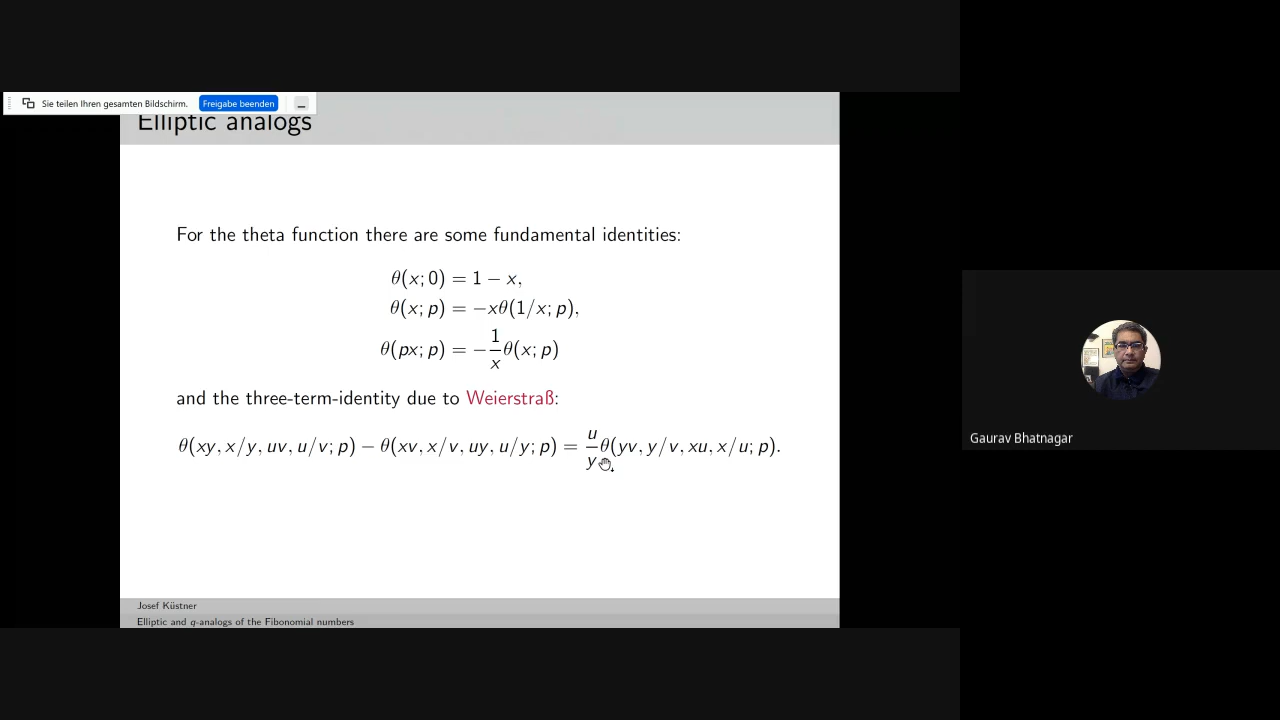 Sie teilen Ihren gesamten Bildschirm. Freigabe beenden
Elliptic analogs
For the theta function there are some fundamental identities:
θ(x; 0) = 1 − x,
θ(x; p) = −xθ(1/x; p),
θ(px; p) = −1/x θ(x; p)
and the three-term-identity due to Weierstraß:
θ(xy, x/y, uv, u/v; p) − θ(xv, x/v, uy, u/y; p) = u/y θ(yv, y/v, xu, x/u; p).
Gaurav Bhatnagar
Josef Küstner
Elliptic and q-analogs of the Fibonomial numbers